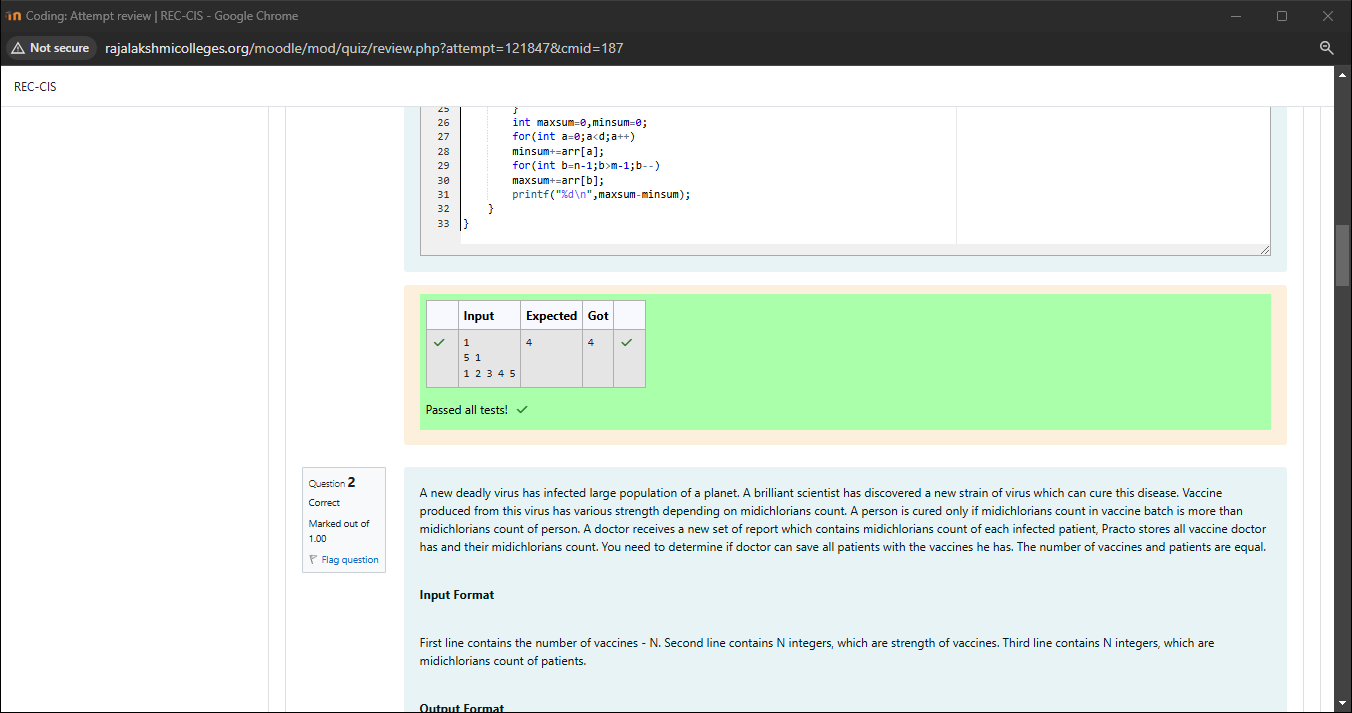 Coding: Attempt review | REC-CIS - Google Chrome
Not secure rajalakshmicolleges.org/moodle/mod/quiz/review.php?attempt=121847&cmid=187
REC-CIS
25 }
26 int maxsum=0,minsum=0;
27 for(int a=0;a<d;a++)
28 minsum+=arr[a];
29 for(int b=n-1;b>m-1;b--)
30 maxsum+=arr[b];
31 printf("%d\n",maxsum-minsum);
32 }
33 }
Input Expected Got
1 4 4
5 1
1 2 3 4 5
Passed all tests!
Question 2
Correct
Marked out of
1.00
Flag question
A new deadly virus has infected large population of a planet. A brilliant scientist has discovered a new strain of virus which can cure this disease. Vaccine
produced from this virus has various strength depending on midichlorians count. A person is cured only if midichlorians count in vaccine batch is more than
midichlorians count of person. A doctor receives a new set of report which contains midichlorians count of each infected patient, Practo stores all vaccine doctor
has and their midichlorians count. You need to determine if doctor can save all patients with the vaccines he has. The number of vaccines and patients are equal.
Input Format
First line contains the number of vaccines - N. Second line contains N integers, which are strength of vaccines. Third line contains N integers, which are
midichlorians count of patients.
Output Format